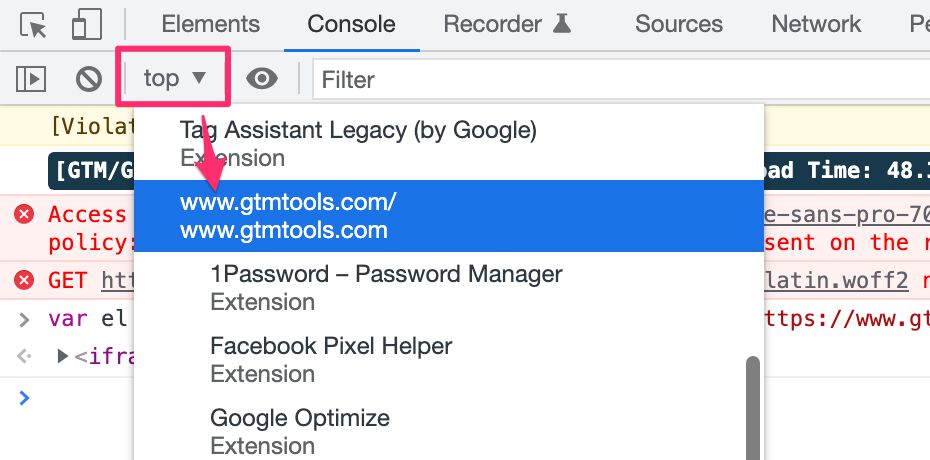 Elements Console Recorder Sources Network Pe
top ▼ Filter
[Violat
Tag Assistant Legacy (by Google)
Extension
[GTM/G oad Time: 48.
www.gtmtools.com/
www.gtmtools.com
Access e-sans-pro-70
policy: sent on the r
1Password – Password Manager
GET htt latin.woff2
Extension
var el ttps://www.gt
Facebook Pixel Helper
<ifra
Extension
Google Optimize
Extension